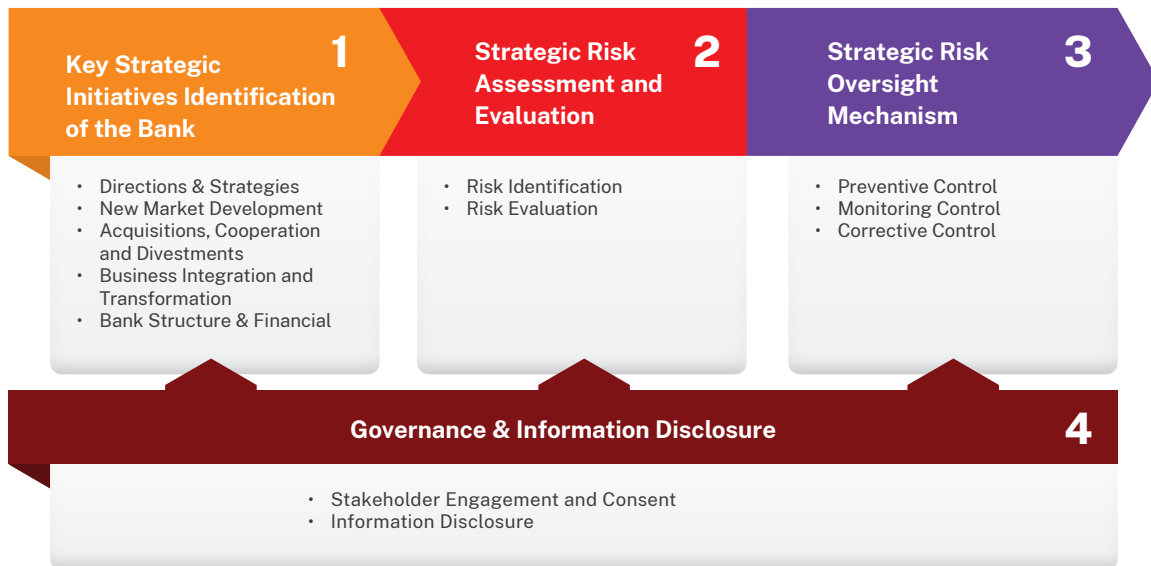 1
Key Strategic
Initiatives Identification
of the Bank
• Directions & Strategies
• New Market Development
• Acquisitions, Cooperation
and Divestments
• Business Integration and
Transformation
• Bank Structure & Financial
2
Strategic Risk
Assessment and
Evaluation
• Risk Identification
• Risk Evaluation
3
Strategic Risk
Oversight
Mechanism
• Preventive Control
• Monitoring Control
• Corrective Control
Governance & Information Disclosure
4
• Stakeholder Engagement and Consent
• Information Disclosure